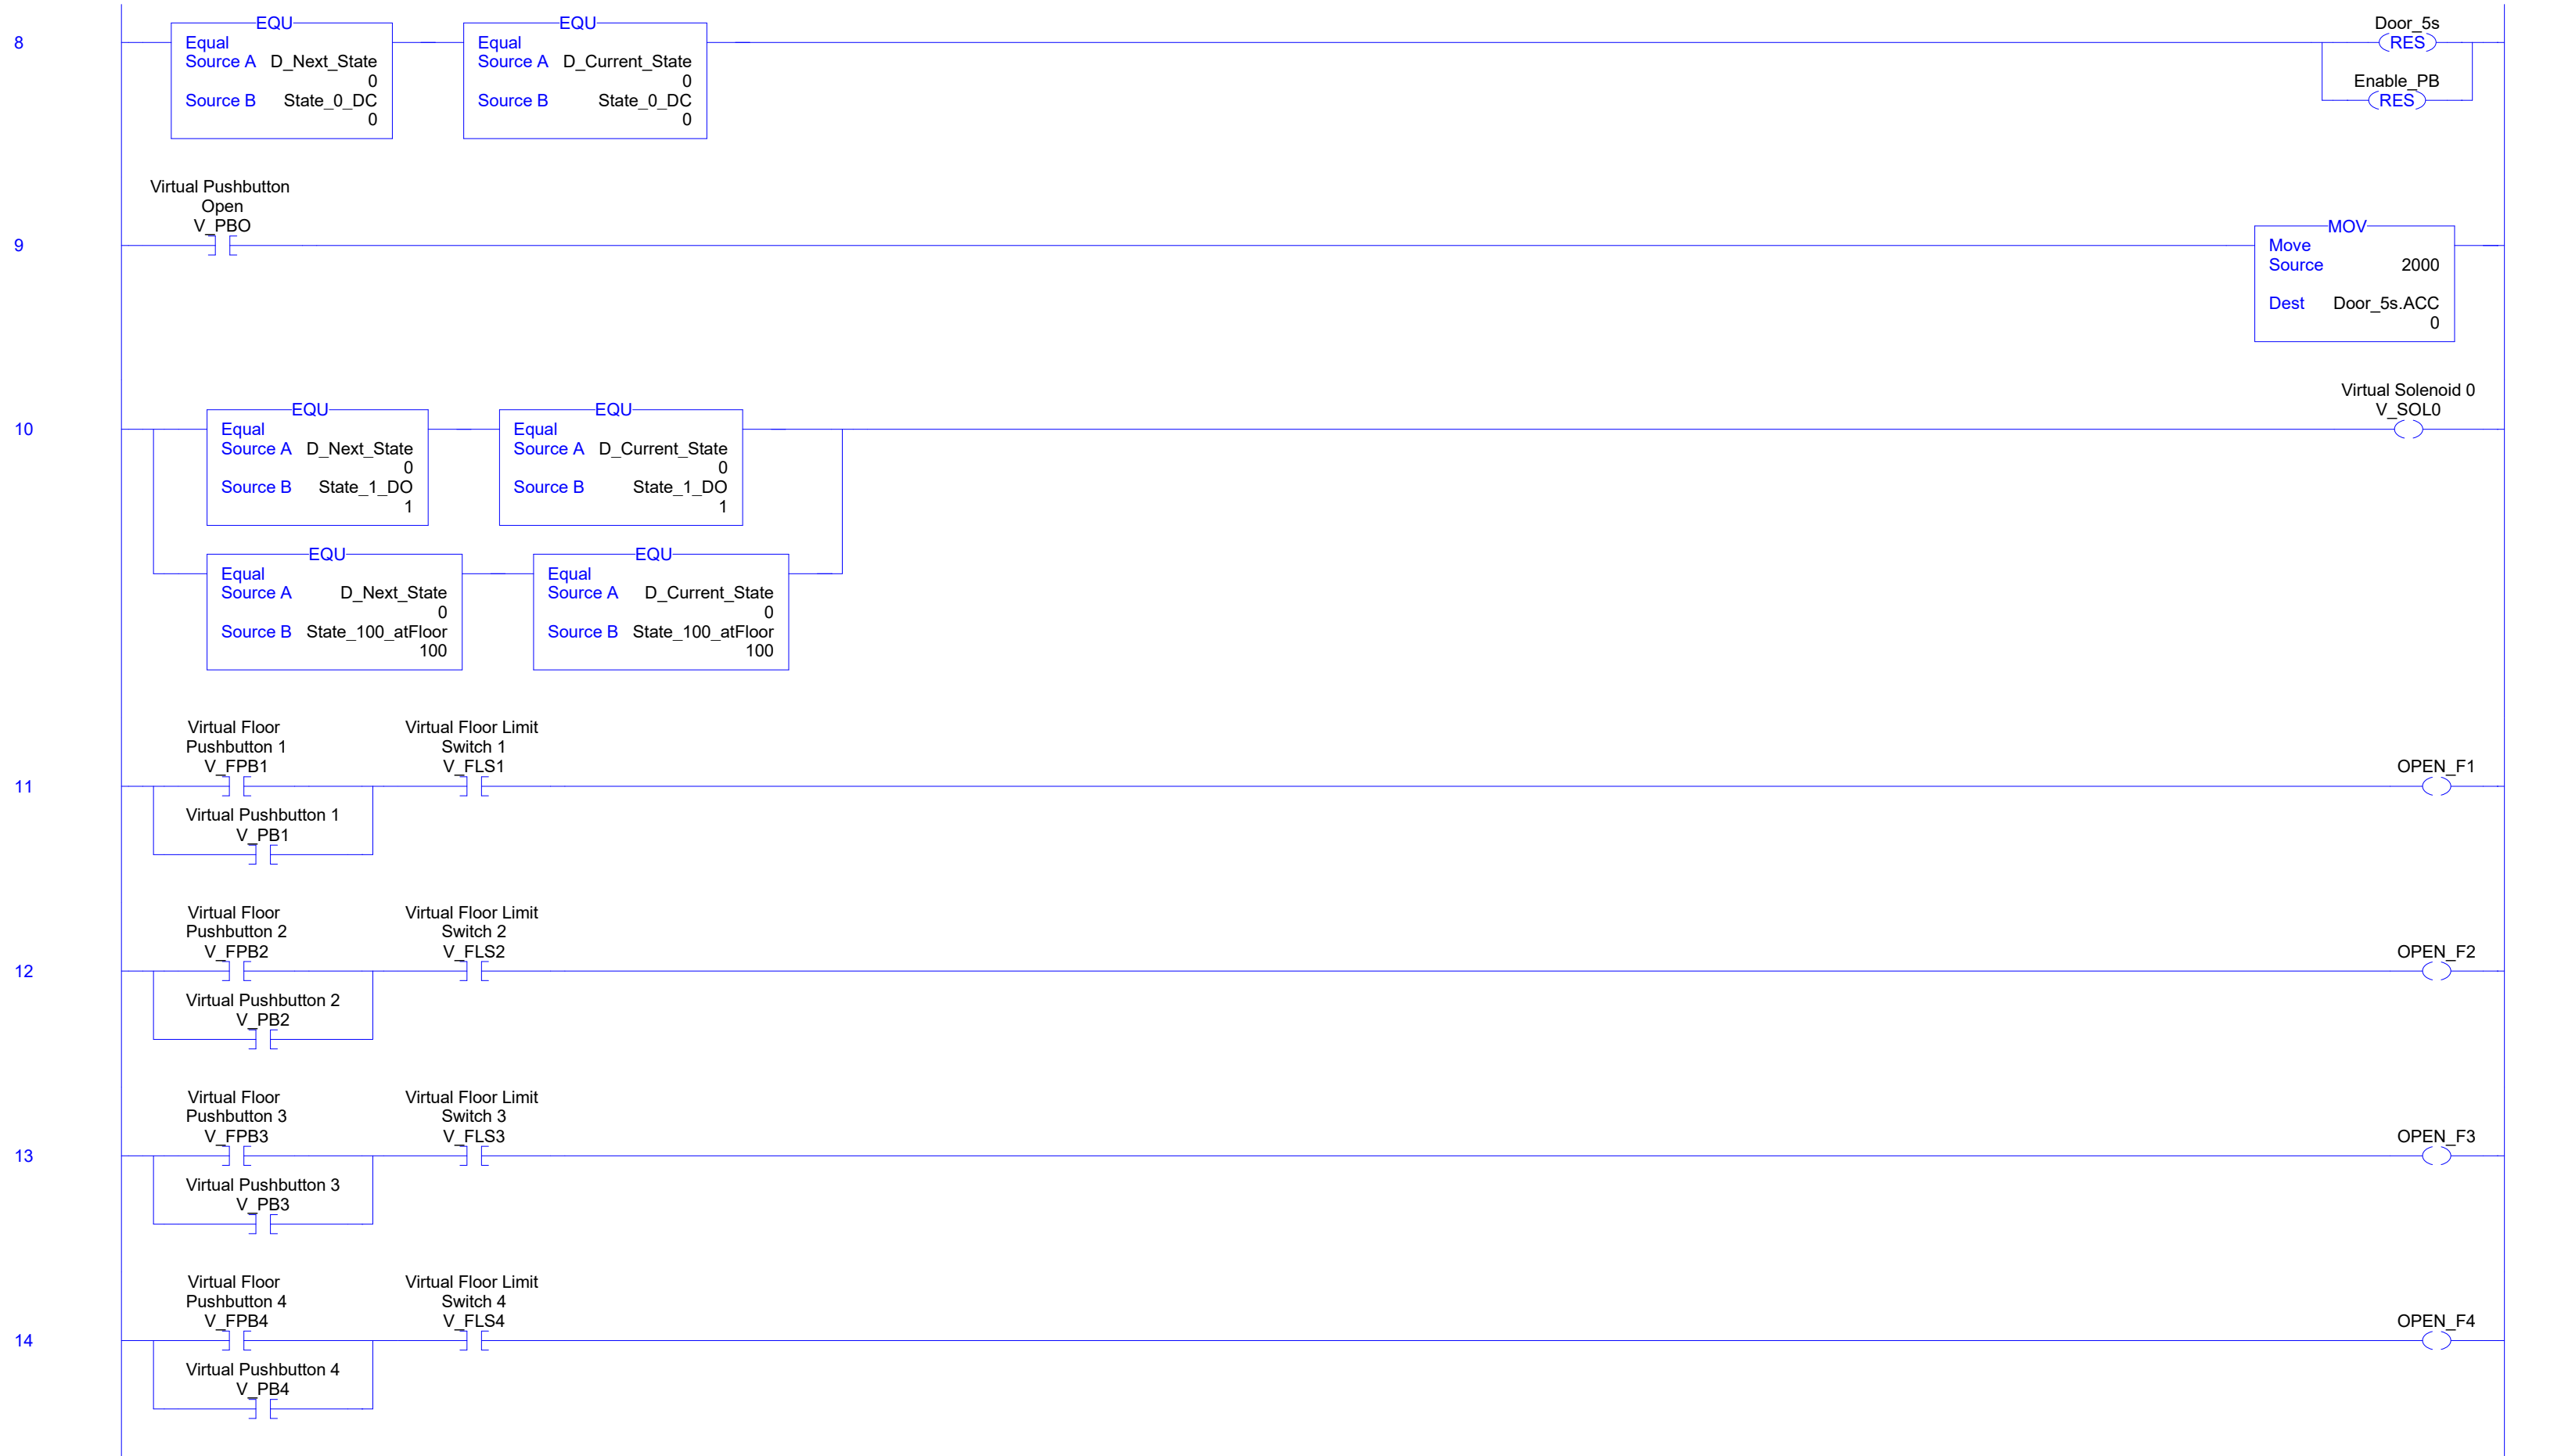 8
EQU
Equal
Source A D_Next_State
0
Source B State_0_DC
0
EQU
Equal
Source A D_Current_State
0
Source B State_0_DC
0
Door_5s
RES
Enable_PB
RES
9
Virtual Pushbutton
Open
V_PBO
MOV
Move
Source 2000
Dest Door_5s.ACC
0
10
EQU
Equal
Source A D_Next_State
0
Source B State_1_DO
1
EQU
Equal
Source A D_Current_State
0
Source B State_1_DO
1
Virtual Solenoid 0
V_SOL0
EQU
Equal
Source A D_Next_State
0
Source B State_100_atFloor
100
EQU
Equal
Source A D_Current_State
0
Source B State_100_atFloor
100
11
Virtual Floor
Pushbutton 1
V_FPB1
Virtual Floor Limit
Switch 1
V_FLS1
OPEN_F1
Virtual Pushbutton 1
V_PB1
12
Virtual Floor
Pushbutton 2
V_FPB2
Virtual Floor Limit
Switch 2
V_FLS2
OPEN_F2
Virtual Pushbutton 2
V_PB2
13
Virtual Floor
Pushbutton 3
V_FPB3
Virtual Floor Limit
Switch 3
V_FLS3
OPEN_F3
Virtual Pushbutton 3
V_PB3
14
Virtual Floor
Pushbutton 4
V_FPB4
Virtual Floor Limit
Switch 4
V_FLS4
OPEN_F4
Virtual Pushbutton 4
V_PB4